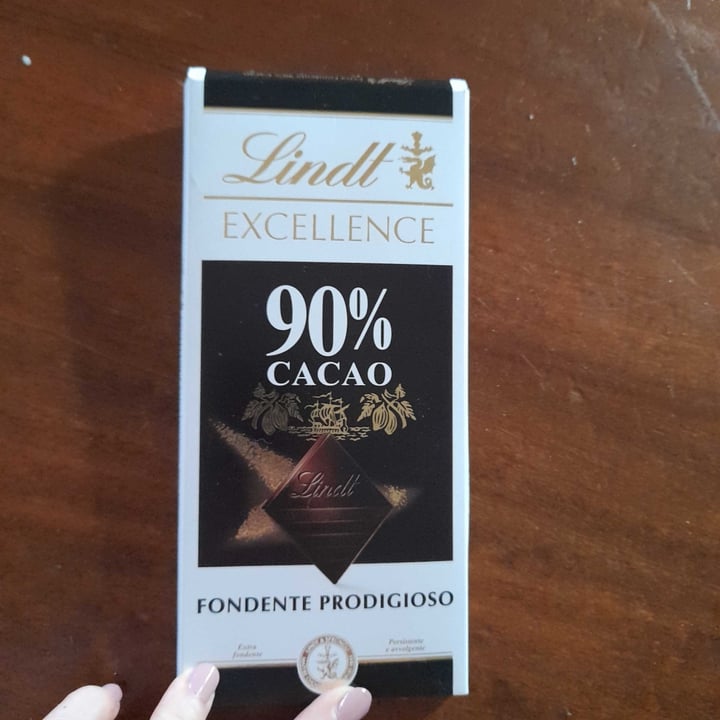 Lindt
EXCELLENCE
90%
CACAO
Lindt
FONDENTE PRODIGIOSO
Extra
fondente
Persistente
e avvolgente